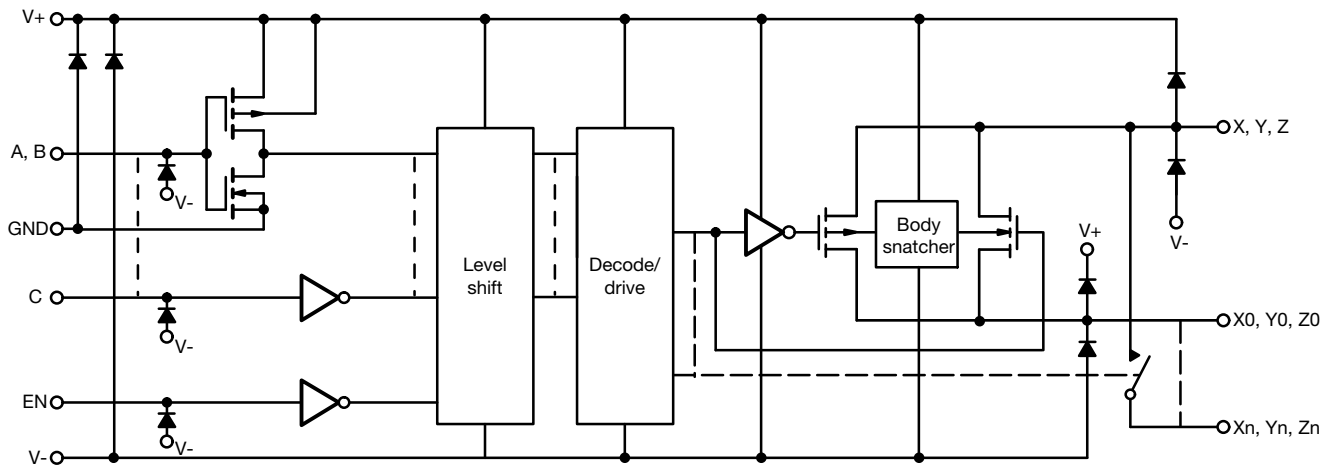 V+
A, B
V-
GND
C
V-
EN
V-
V-
Level
shift
Decode/
drive
Body
snatcher
X, Y, Z
V-
V+
X0, Y0, Z0
Xn, Yn, Zn